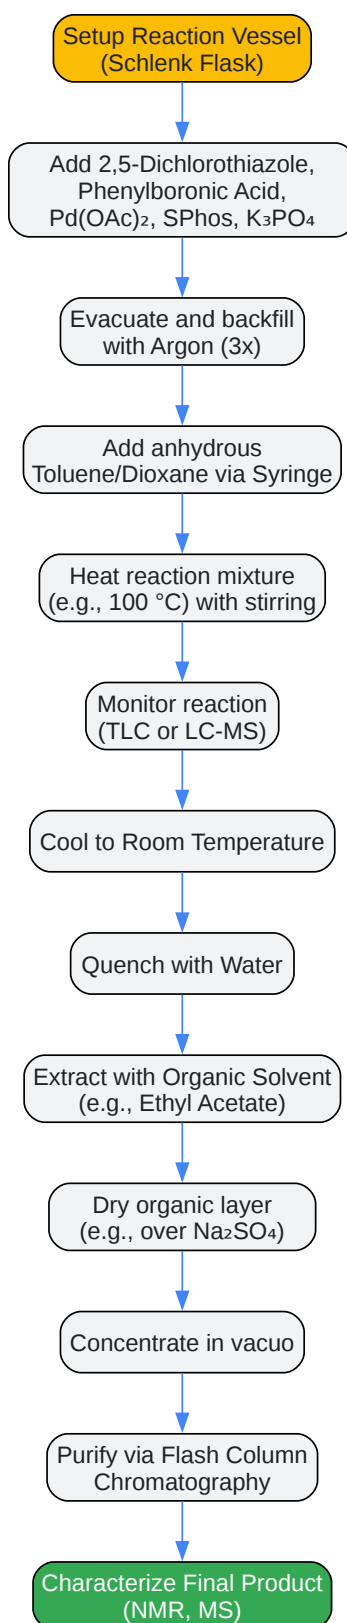 Setup Reaction Vessel
(Schlenk Flask)
Add 2,5-Dichlorothiazole,
Phenylboronic Acid,
Pd(OAc)₂, SPhos, K₃PO₄
Evacuate and backfill
with Argon (3x)
Add anhydrous
Toluene/Dioxane via Syringe
Heat reaction mixture
(e.g., 100 °C) with stirring
Monitor reaction
(TLC or LC-MS)
Cool to Room Temperature
Quench with Water
Extract with Organic Solvent
(e.g., Ethyl Acetate)
Dry organic layer
(e.g., over Na₂SO₄)
Concentrate in vacuo
Purify via Flash Column
Chromatography
Characterize Final Product
(NMR, MS)